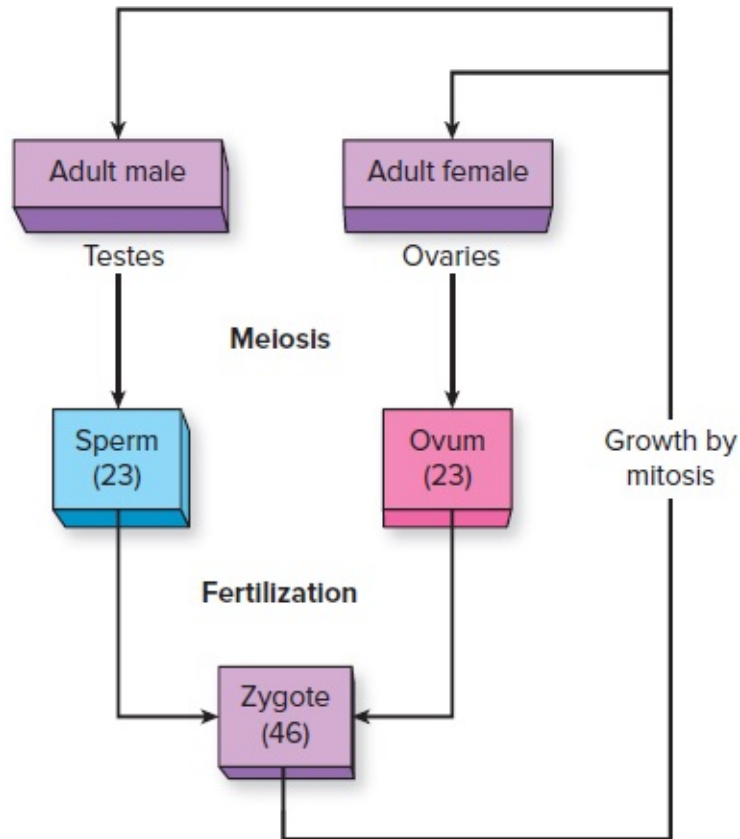 Adult male
Adult female
Testes
Ovaries
Meiosis
Sperm
(23)
Ovum
(23)
Growth by
mitosis
Fertilization
Zygote
(46)